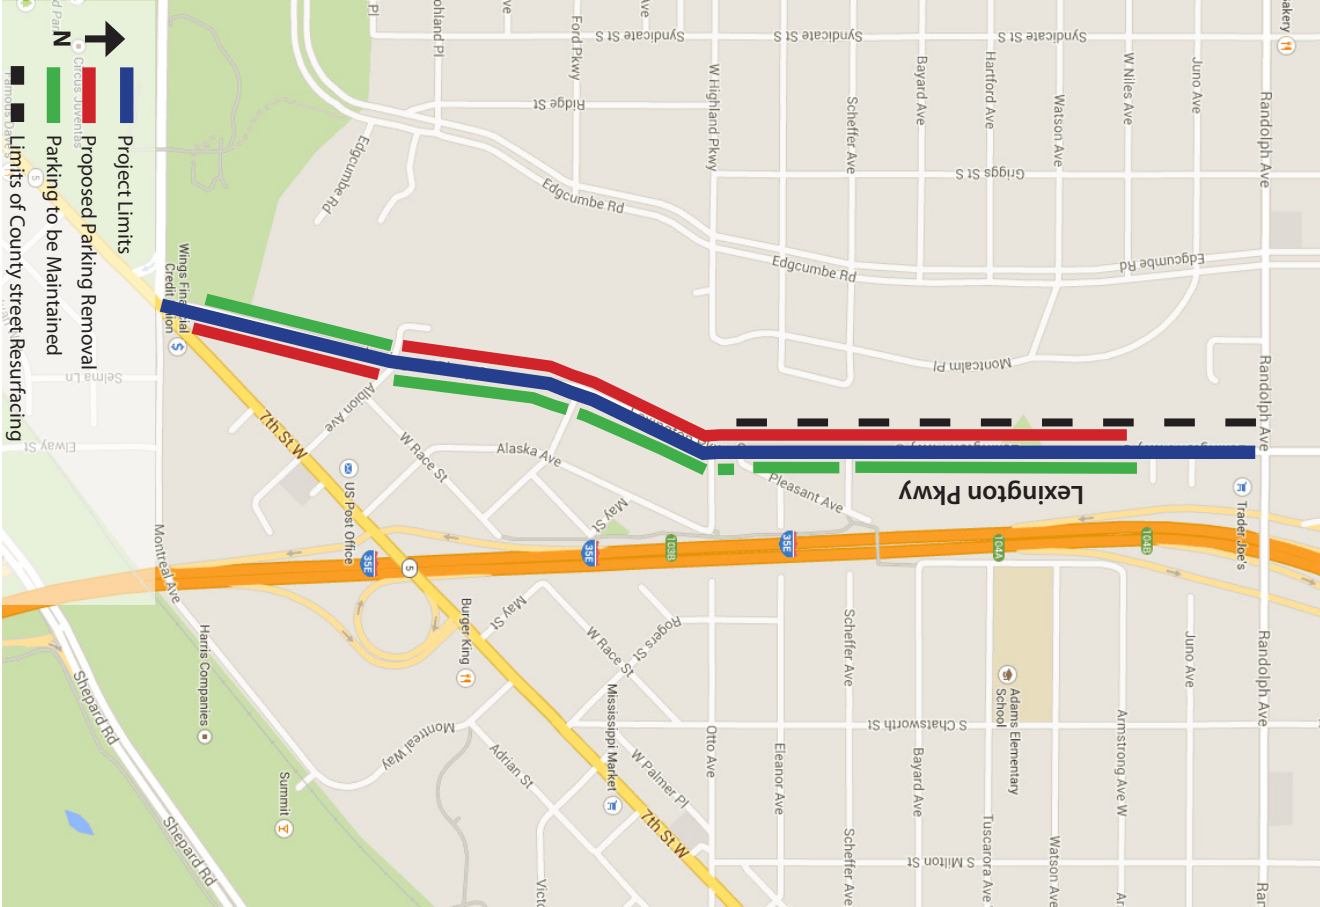 N
Project Limits
Proposed Parking Removal
Parking to be Maintained
Limits of County street Resurfacing
Lexington Pkwy
Syndicate St S
Syndicate St S
Syndicate St S
Ford Pkwy
Ridge St
W Highland Pkwy
Scheffer Ave
Bayard Ave
Hartford Ave
Watson Ave
W Niles Ave
Juno Ave
Randolph Ave
Griggs St S
Edgcumbe Rd
Edgcumbe Rd
Edgcumbe Rd
Edgcumbe Rd
Montcalm Pl
Randolph Ave
Circus Juventas
5
Wings Financial
Credit Union
Selma Ln
Elway St
Albion Ave
W Race St
Alaska Ave
May St
Pleasant Ave
7th St W
US Post Office
Montreal Ave
35E
35E
103B
35E
104A
104B
Trader Joe's
5
Burger King
May St
W Race St
Rogers St
Mississippi Market
Scheffer Ave
Adams Elementary
School
Juno Ave
Randolph Ave
S Chatsworth St
Harris Companies
Shepard Rd
Montreal Way
Adrian St
W Palmer Pl
7th St W
Otto Ave
Eleanor Ave
Bayard Ave
Armstrong Ave W
Summit
Shepard Rd
Scheffer Ave
Tuscarora Ave
Watson Ave
S Milton St